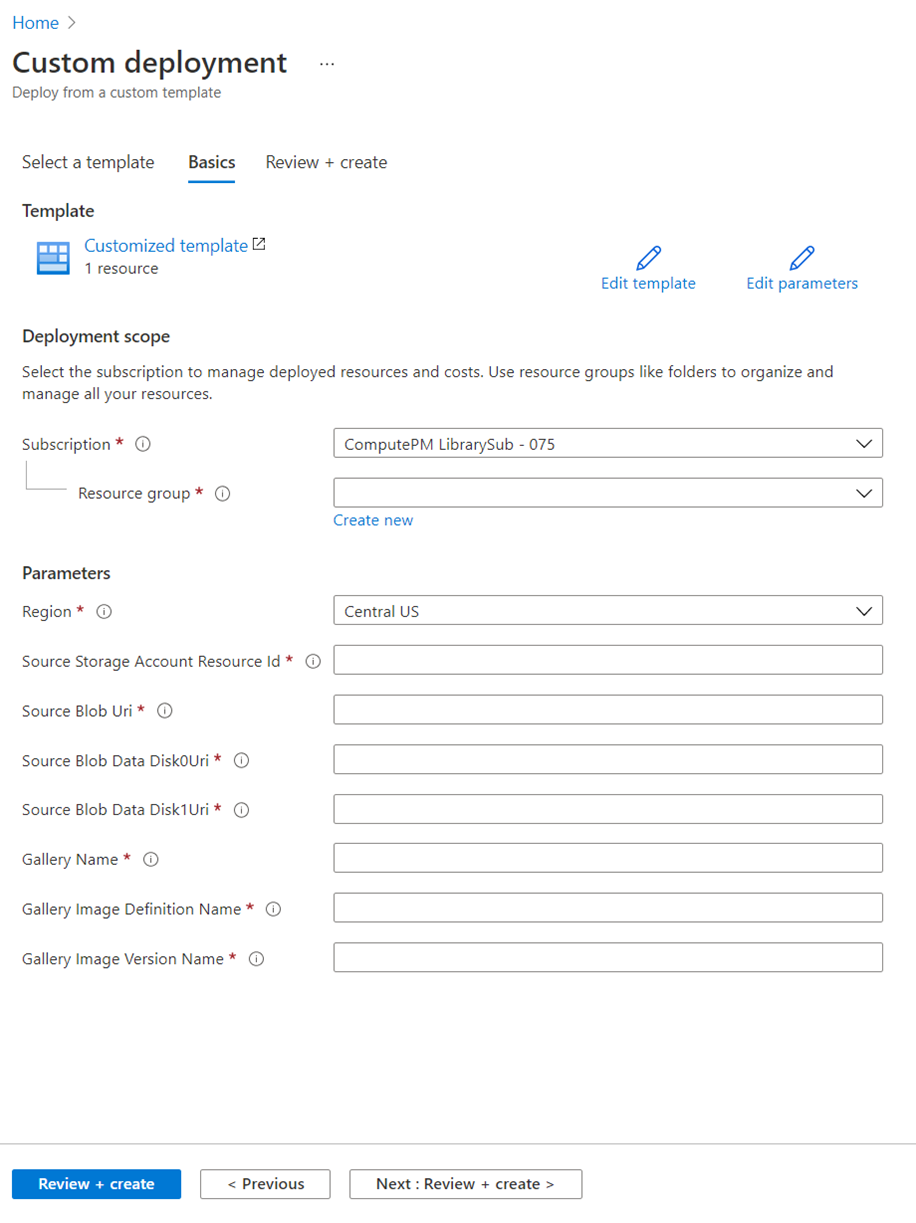 Home >
Custom deployment ...
Deploy from a custom template
Select a template Basics Review + create
Template
Customized template
1 resource
Edit template Edit parameters
Deployment scope
Select the subscription to manage deployed resources and costs. Use resource groups like folders to organize and
manage all your resources.
Subscription * ComputePM LibrarySub - 075
Resource group *
Create new
Parameters
Region * Central US
Source Storage Account Resource Id *
Source Blob Uri *
Source Blob Data Disk0Uri *
Source Blob Data Disk1Uri *
Gallery Name *
Gallery Image Definition Name *
Gallery Image Version Name *
Review + create < Previous Next : Review + create >